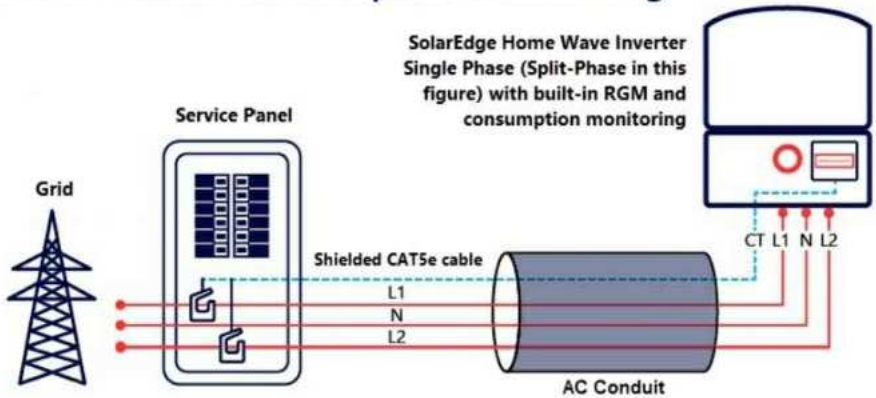 SolarEdge Home Wave Inverter
Single Phase (Split-Phase in this
figure) with built-in RGM and
consumption monitoring
Service Panel
Grid
CT L1 N L2
Shielded CAT5e cable
L1
N
L2
AC Conduit